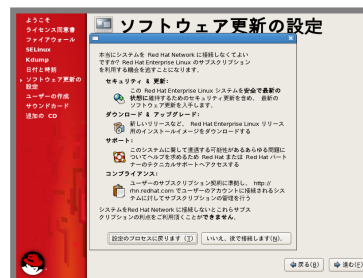 ようこそ
ライセンス同意書
ファイアウォール
SELinux
Kdump
日付と時刻
ソフトウェア更新の
設定
ユーザーの作成
サウンドカード
追加の CD
ソフトウェア更新の設定
本当にシステムを Red Hat Network に接続しなくてよい
ですか? Red Hat Enterprise Linux のサブスクリプション
を利用する機会を逃すことになります。
セキュリティ & 更新:
この Red Hat Enterprise Linux システムを安全で最新の
状態に維持するためのセキュリティ更新を含め、 最新の
ソフトウェア更新を入手します。
ダウンロード & アップグレード:
新しいリリースなど、 Red Hat Enterprise Linux リリース
用のインストールイメージをダウンロードする
サポート:
このシステムに関して遭遇する可能性があるあらゆる問題に
ついてヘルプを求めるため Red Hat または Red Hat パート
ナーのテクニカルサポートへアクセスする
コンプライアンス:
ユーザーのサブスクリプション契約に準拠し、 http://
rhn.redhat.com でユーザーのアカウントに接続されるシス
テムに対してサブスクリプションの管理を行う
システムをRed Hat Network に接続しないとこれらサブス
クリプションの利点をご利用頂くことができません。
設定のプロセスに戻ります (T)
いいえ、後で接続します(N)。
戻る(B)
進む(F)